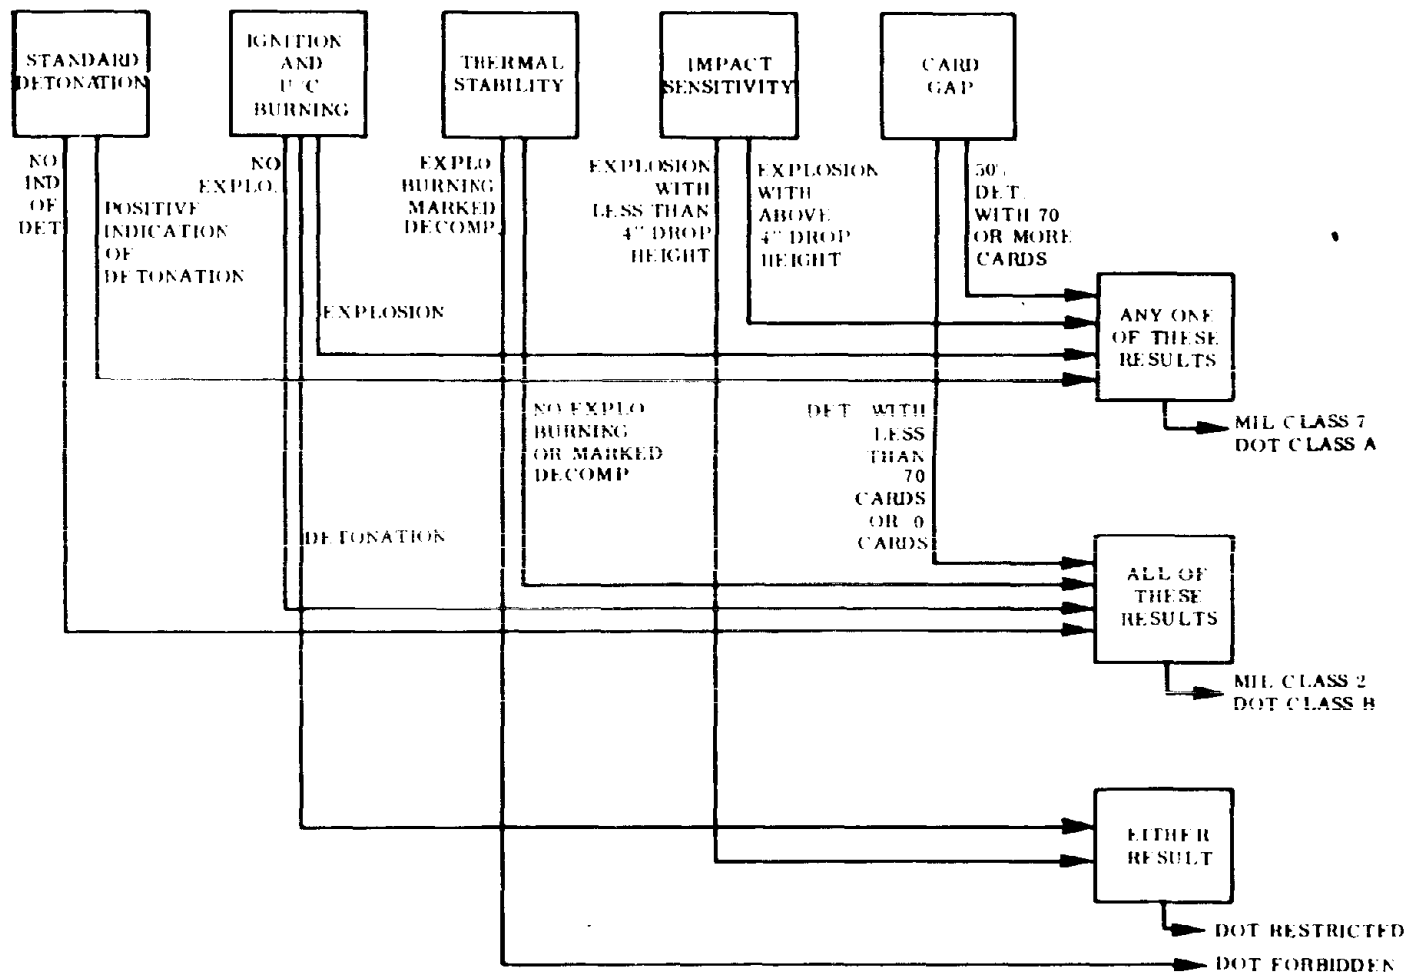 STANDARD
DETONATION
IGNITION
AND
U/C
BURNING
THERMAL
STABILITY
IMPACT
SENSITIVITY
CARD
GAP
NO
IND
OF
DET
POSITIVE
INDICATION
OF
DETONATION
NO
EXPLO.
EXPLOSION
DETONATION
EXPLO
BURNING
MARKED
DECOMP
NO EXPLO
BURNING
OR MARKED
DECOMP
EXPLOSION
WITH
LESS THAN
4" DROP
HEIGHT
EXPLOSION
WITH
ABOVE
4" DROP
HEIGHT
50%
DET.
WITH 70
OR MORE
CARDS
DET WITH
LESS
THAN
70
CARDS
OR 0
CARDS
ANY ONE
OF THESE
RESULTS
MIL CLASS 7
DOT CLASS A
ALL OF
THESE
RESULTS
MIL CLASS 2
DOT CLASS B
EITHER
RESULT
DOT RESTRICTED
DOT FORBIDDEN